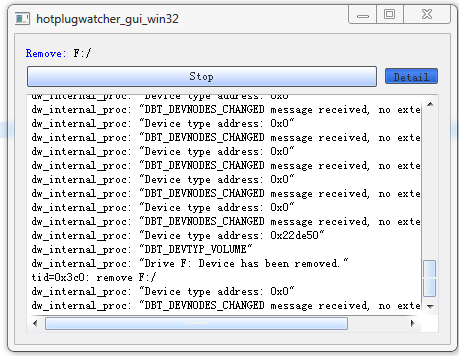 hotplugwatcher_gui_win32
Remove: F:/
Stop
Detail
dw_internal_proc: "Device type address: 0x0"
dw_internal_proc: "DBT_DEVNODES_CHANGED message received, no exte
dw_internal_proc: "Device type address: 0x0"
dw_internal_proc: "DBT_DEVNODES_CHANGED message received, no exte
dw_internal_proc: "Device type address: 0x0"
dw_internal_proc: "DBT_DEVNODES_CHANGED message received, no exte
dw_internal_proc: "Device type address: 0x0"
dw_internal_proc: "DBT_DEVNODES_CHANGED message received, no exte
dw_internal_proc: "Device type address: 0x0"
dw_internal_proc: "DBT_DEVNODES_CHANGED message received, no exte
dw_internal_proc: "Device type address: 0x22de50"
dw_internal_proc: "DBT_DEVTYP_VOLUME"
dw_internal_proc: "Drive F: Device has been removed."
tid=0x3c0: remove F:/
dw_internal_proc: "Device type address: 0x0"
dw_internal_proc: "DBT_DEVNODES_CHANGED message received, no exte